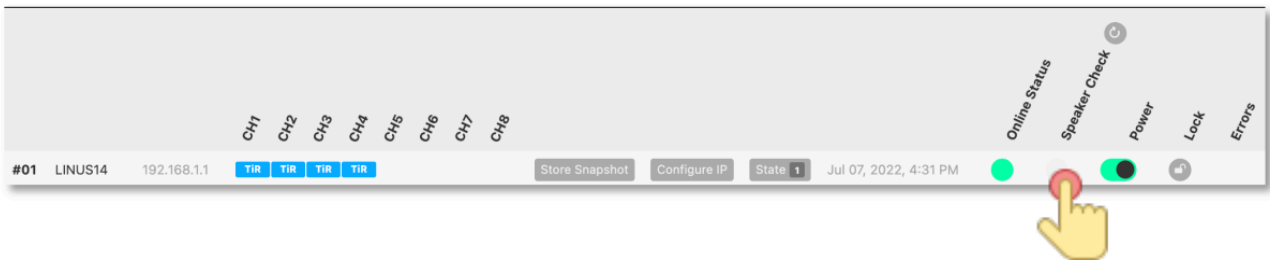 CH1 CH2 CH3 CH4 CH5 CH6 CH7 CH8 Online Status Speaker Check Power Lock Errors
#01 LINUS14 192.168.1.1 TiR TiR TiR TiR Store Snapshot Configure IP State 1 Jul 07, 2022, 4:31 PM